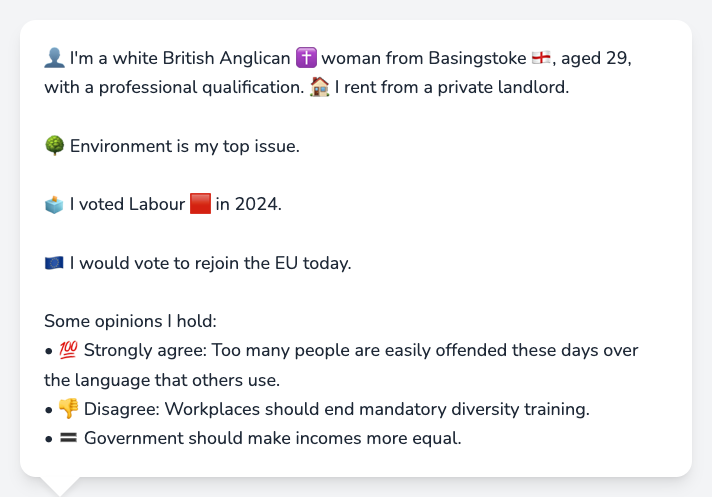 👤 I'm a white British Anglican ✝️ woman from Basingstoke 🏴󠁧󠁢󠁥󠁮󠁧󠁿, aged 29,
with a professional qualification. 🏠 I rent from a private landlord.
🌳 Environment is my top issue.
🗳️ I voted Labour 🟥 in 2024.
🇪🇺 I would vote to rejoin the EU today.
Some opinions I hold:
• 💯 Strongly agree: Too many people are easily offended these days over
the language that others use.
• 👎 Disagree: Workplaces should end mandatory diversity training.
• 🟰 Government should make incomes more equal.